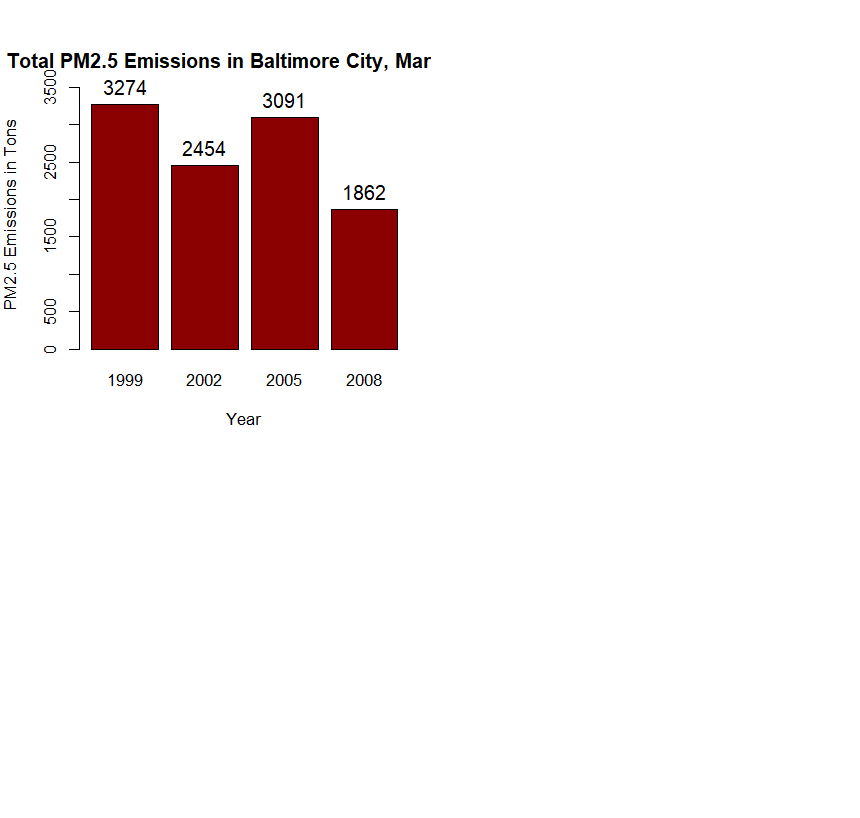 Total PM2.5 Emissions in Baltimore City, Mar
3274
2454
3091
1862
PM2.5 Emissions in Tons
3500
2500
1500
500
0
1999 2002 2005 2008
Year